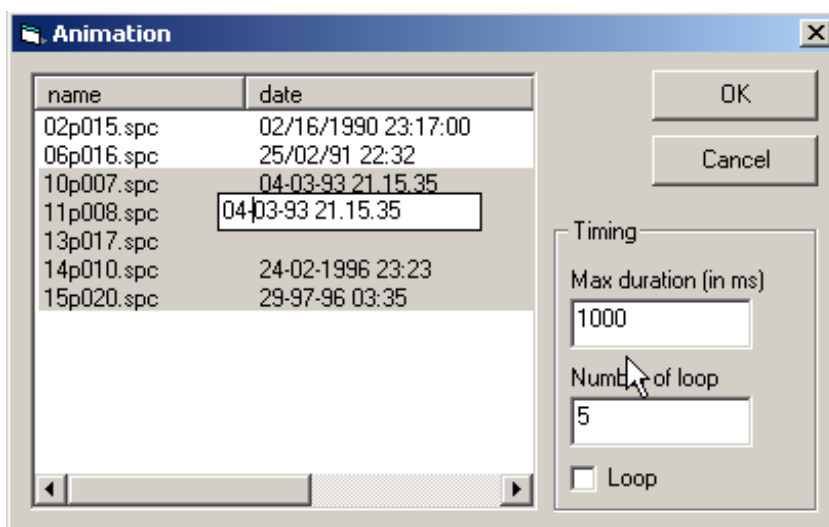 Animation
name date
02p015.spc 02/16/1990 23:17:00
06p016.spc 25/02/91 22:32
10p007.spc 04-03-93 21.15.35
11p008.spc 04-03-93 21.15.35
13p017.spc
14p010.spc 24-02-1996 23:23
15p020.spc 29-97-96 03:35
OK
Cancel
Timing
Max duration (in ms)
1000
of loop
5
Loop